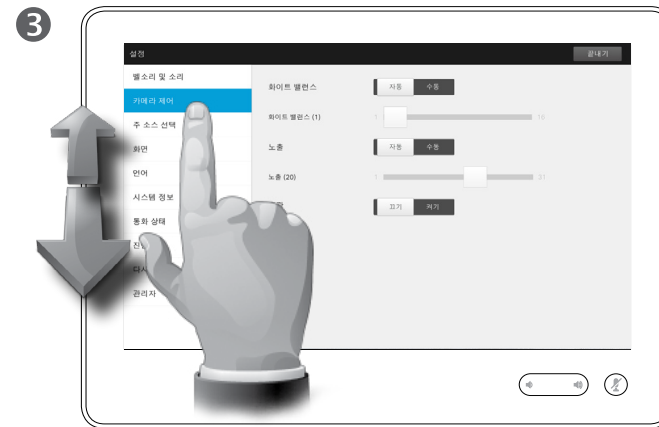 3
설정 끝내기
벨소리 및 소리
카메라 제어
주 소스 선택
화면
언어
시스템 정보
통화 상태
관리자
화이트 밸런스 자동 수동
화이트 밸런스 (1) 1 16
노출 자동 수동
노출 (20) 1 31
끄기 켜기